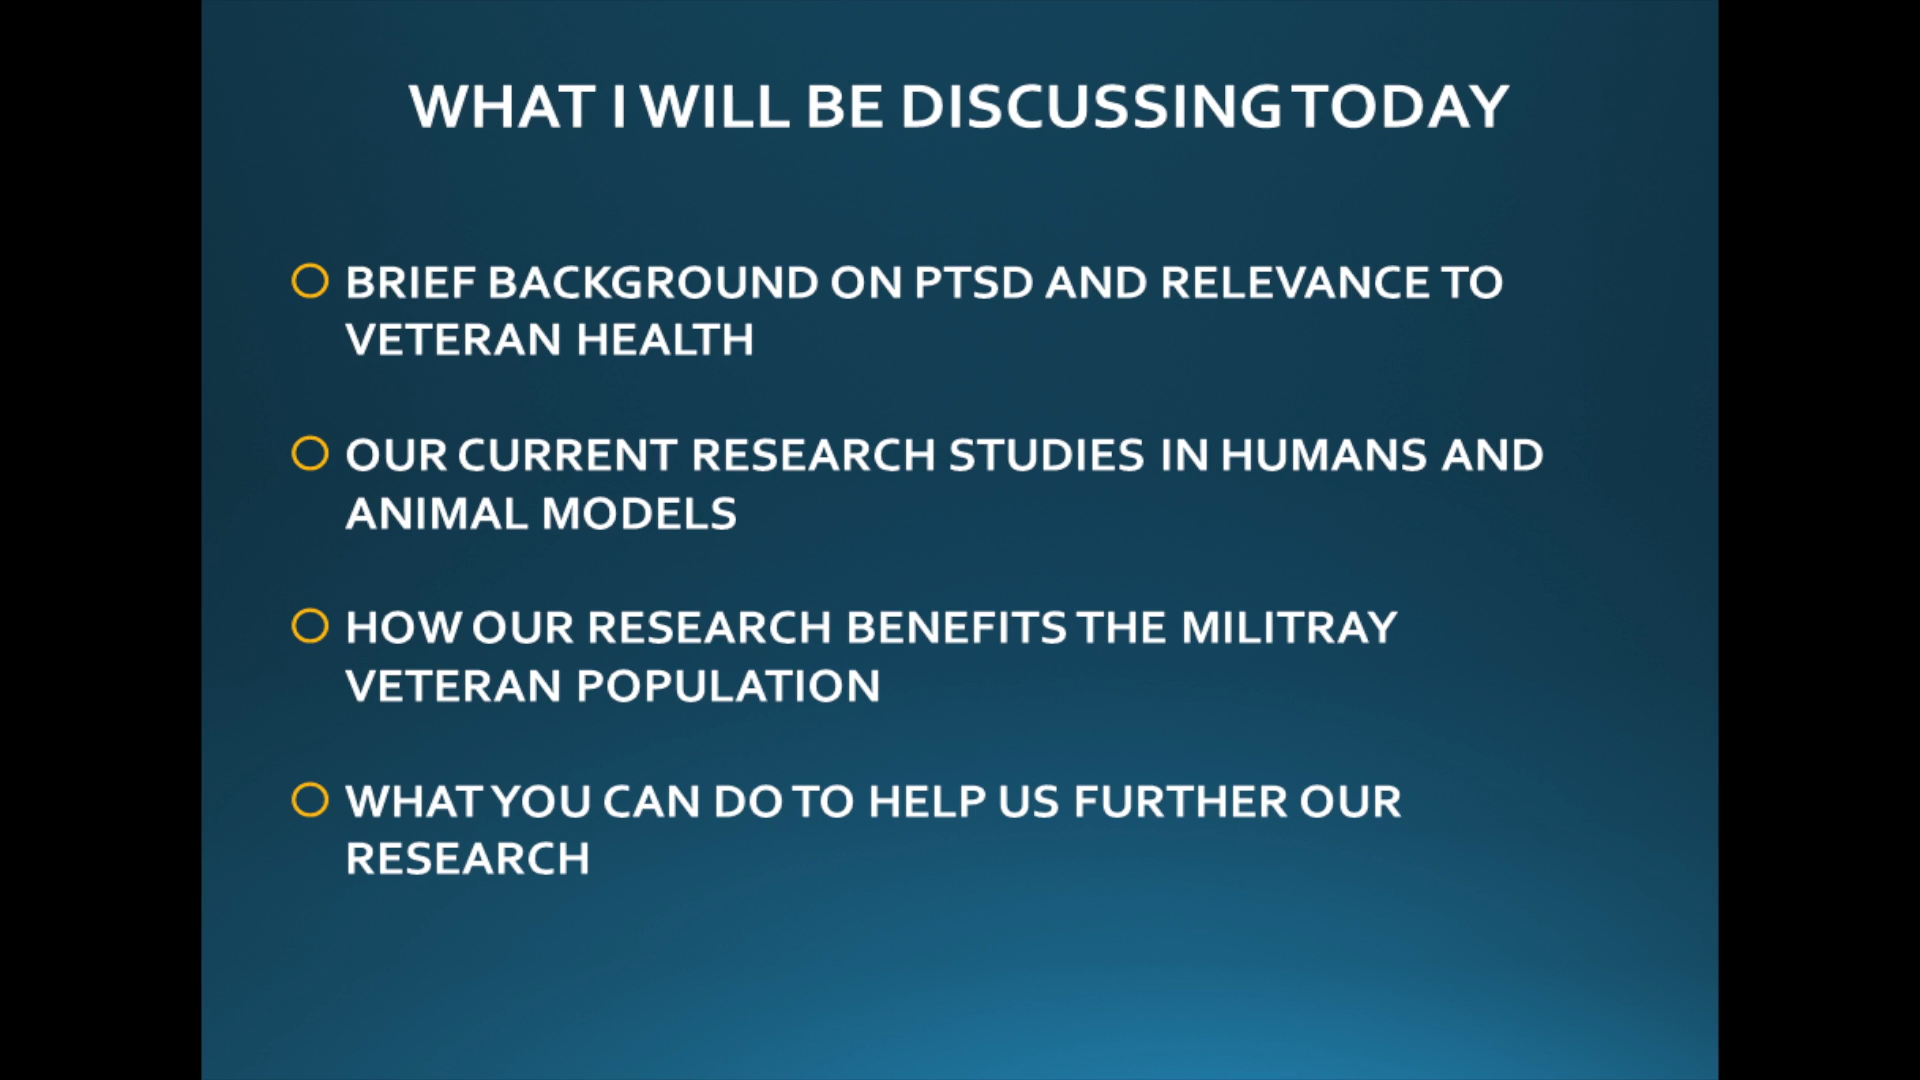 WHAT I WILL BE DISCUSSING TODAY
BRIEF BACKGROUND ON PTSD AND RELEVANCE TO
VETERAN HEALTH
OUR CURRENT RESEARCH STUDIES IN HUMANS AND
ANIMAL MODELS
HOW OUR RESEARCH BENEFITS THE MILITRAY
VETERAN POPULATION
WHAT YOU CAN DO TO HELP US FURTHER OUR
RESEARCH